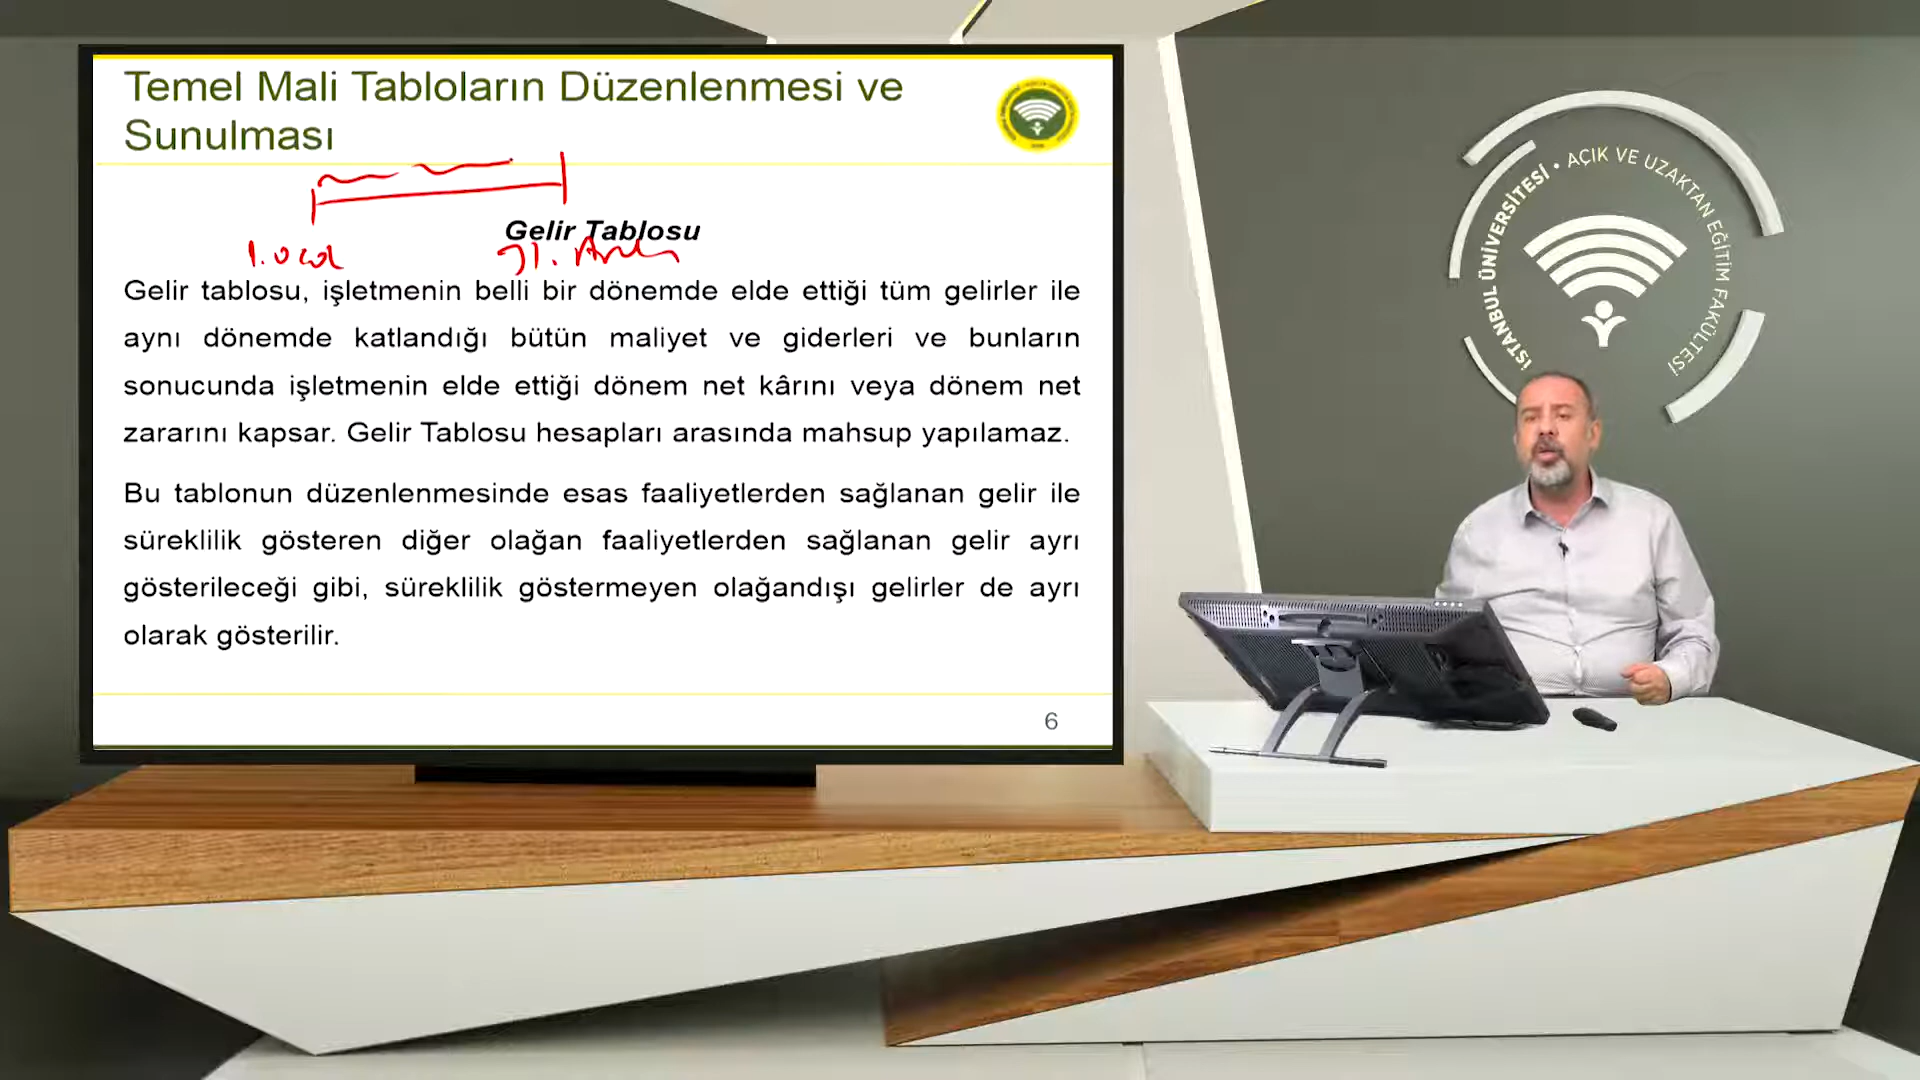 Temel Mali Tabloların Düzenlenmesi ve
Sunulması
Gelir Tablosu
1. Ocak
31. Aralık
Gelir tablosu, işletmenin belli bir dönemde elde ettiği tüm gelirler ile
aynı dönemde katlandığı bütün maliyet ve giderleri ve bunların
sonucunda işletmenin elde ettiği dönem net kârını veya dönem net
zararını kapsar. Gelir Tablosu hesapları arasında mahsup yapılamaz.
Bu tablonun düzenlenmesinde esas faaliyetlerden sağlanan gelir ile
süreklilik gösteren diğer olağan faaliyetlerden sağlanan gelir ayrı
gösterileceği gibi, süreklilik göstermeyen olağandışı gelirler de ayrı
olarak gösterilir.
6
İSTANBUL ÜNİVERSİTESİ • AÇIK VE UZAKTAN EĞİTİM FAKÜLTESİ